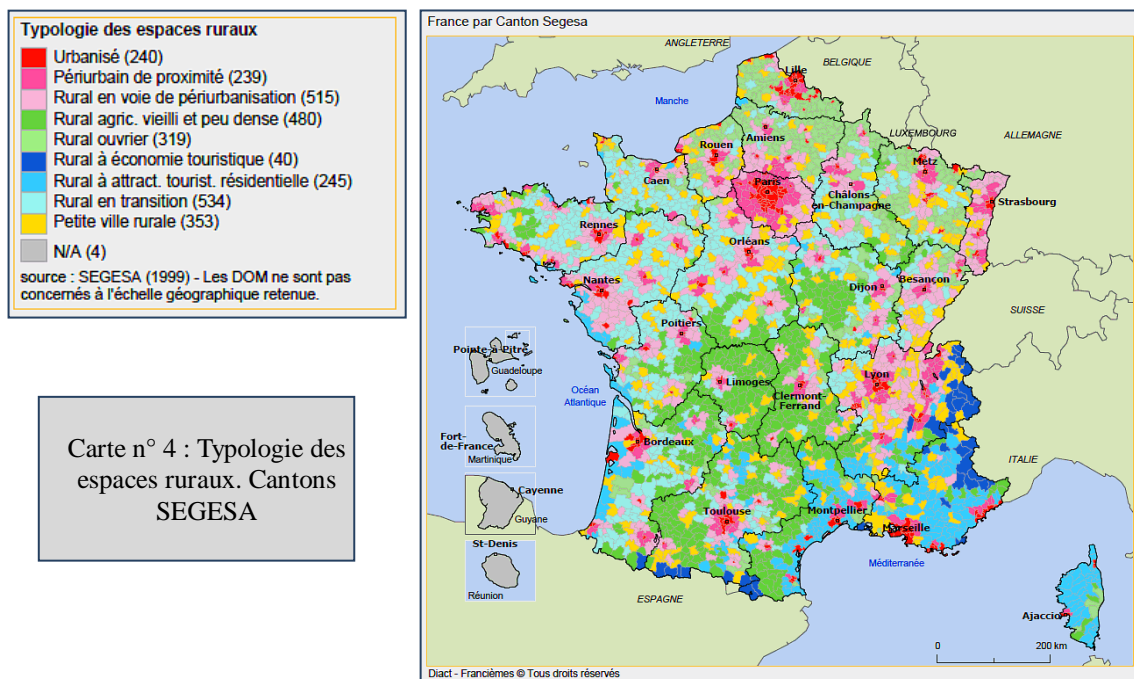 Typologie des espaces ruraux
Urbanisé (240)
Périurbain de proximité (239)
Rural en voie de périurbanisation (515)
Rural agric. vieilli et peu dense (480)
Rural ouvrier (319)
Rural à économie touristique (40)
Rural à attract. tourist. résidentielle (245)
Rural en transition (534)
Petite ville rurale (353)
N/A (4)
source : SEGESA (1999) - Les DOM ne sont pas
concernés à l'échelle géographique retenue.
Carte n° 4 : Typologie des
espaces ruraux. Cantons
SEGESA
France par Canton Segesa
ANGLETERRE
BELGIQUE
Lille
Manche
LUXEMBOURG
ALLEMAGNE
Amiens
Rouen
Metz
Caen
Paris
Châlons
-en-Champagne
Strasbourg
Rennes
Orléans
Nantes
Dijon
Besançon
SUISSE
Poitiers
Pointe-à-Pitre
Guadeloupe
Limoges
Lyon
Clermont-
Ferrand
Océan
Atlantique
Fort-
de-France
Martinique
Bordeaux
ITALIE
Cayenne
Guyane
Toulouse
Montpellier
Marseille
St-Denis
Réunion
Méditerranée
ESPAGNE
Ajaccio
0 200 km
Diact - Francièmes © Tous droits réservés